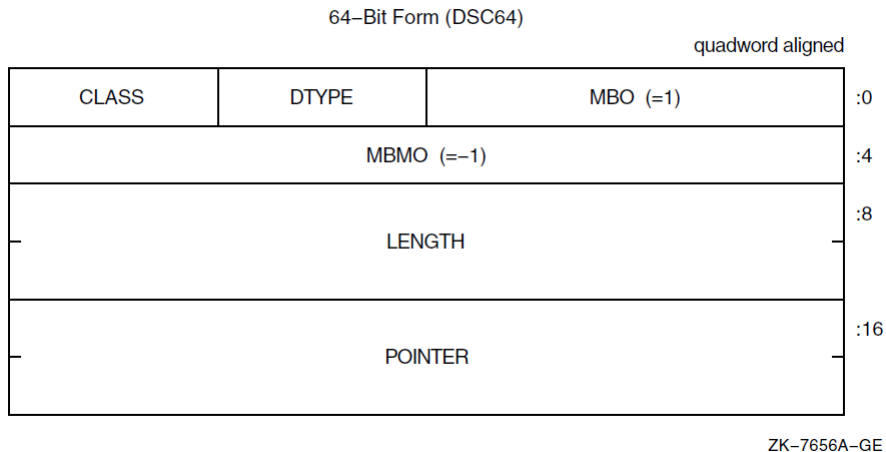 64–Bit Form (DSC64)
quadword aligned
CLASS DTYPE MBO (=1) :0
MBMO (=–1) :4
:8
LENGTH
:16
POINTER
ZK–7656A–GE